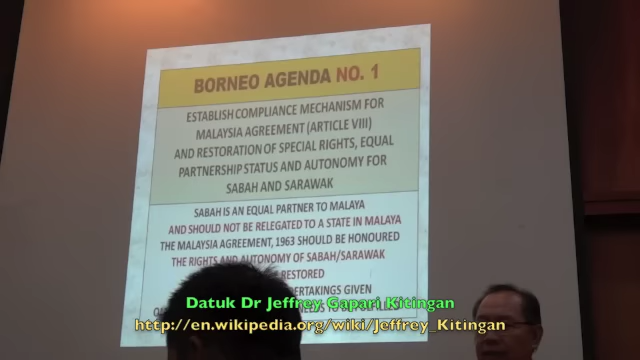 BORNEO AGENDA NO. 1
ESTABLISH COMPLIANCE MECHANISM FOR
MALAYSIA AGREEMENT (ARTICLE VIII)
AND RESTORATION OF SPECIAL RIGHTS, EQUAL
PARTNERSHIP STATUS AND AUTONOMY FOR
SABAH AND SARAWAK
SABAH IS AN EQUAL PARTNER TO MALAYA
AND SHOULD NOT BE RELEGATED TO A STATE IN MALAYA
THE MALAYSIA AGREEMENT, 1963 SHOULD BE HONOURED
THE RIGHTS AND AUTONOMY OF SABAH/SARAWAK
RESTORED
GIVEN
Datuk Dr Jeffrey Gapari Kitingan
http://en.wikipedia.org/wiki/Jeffrey_Kitingan